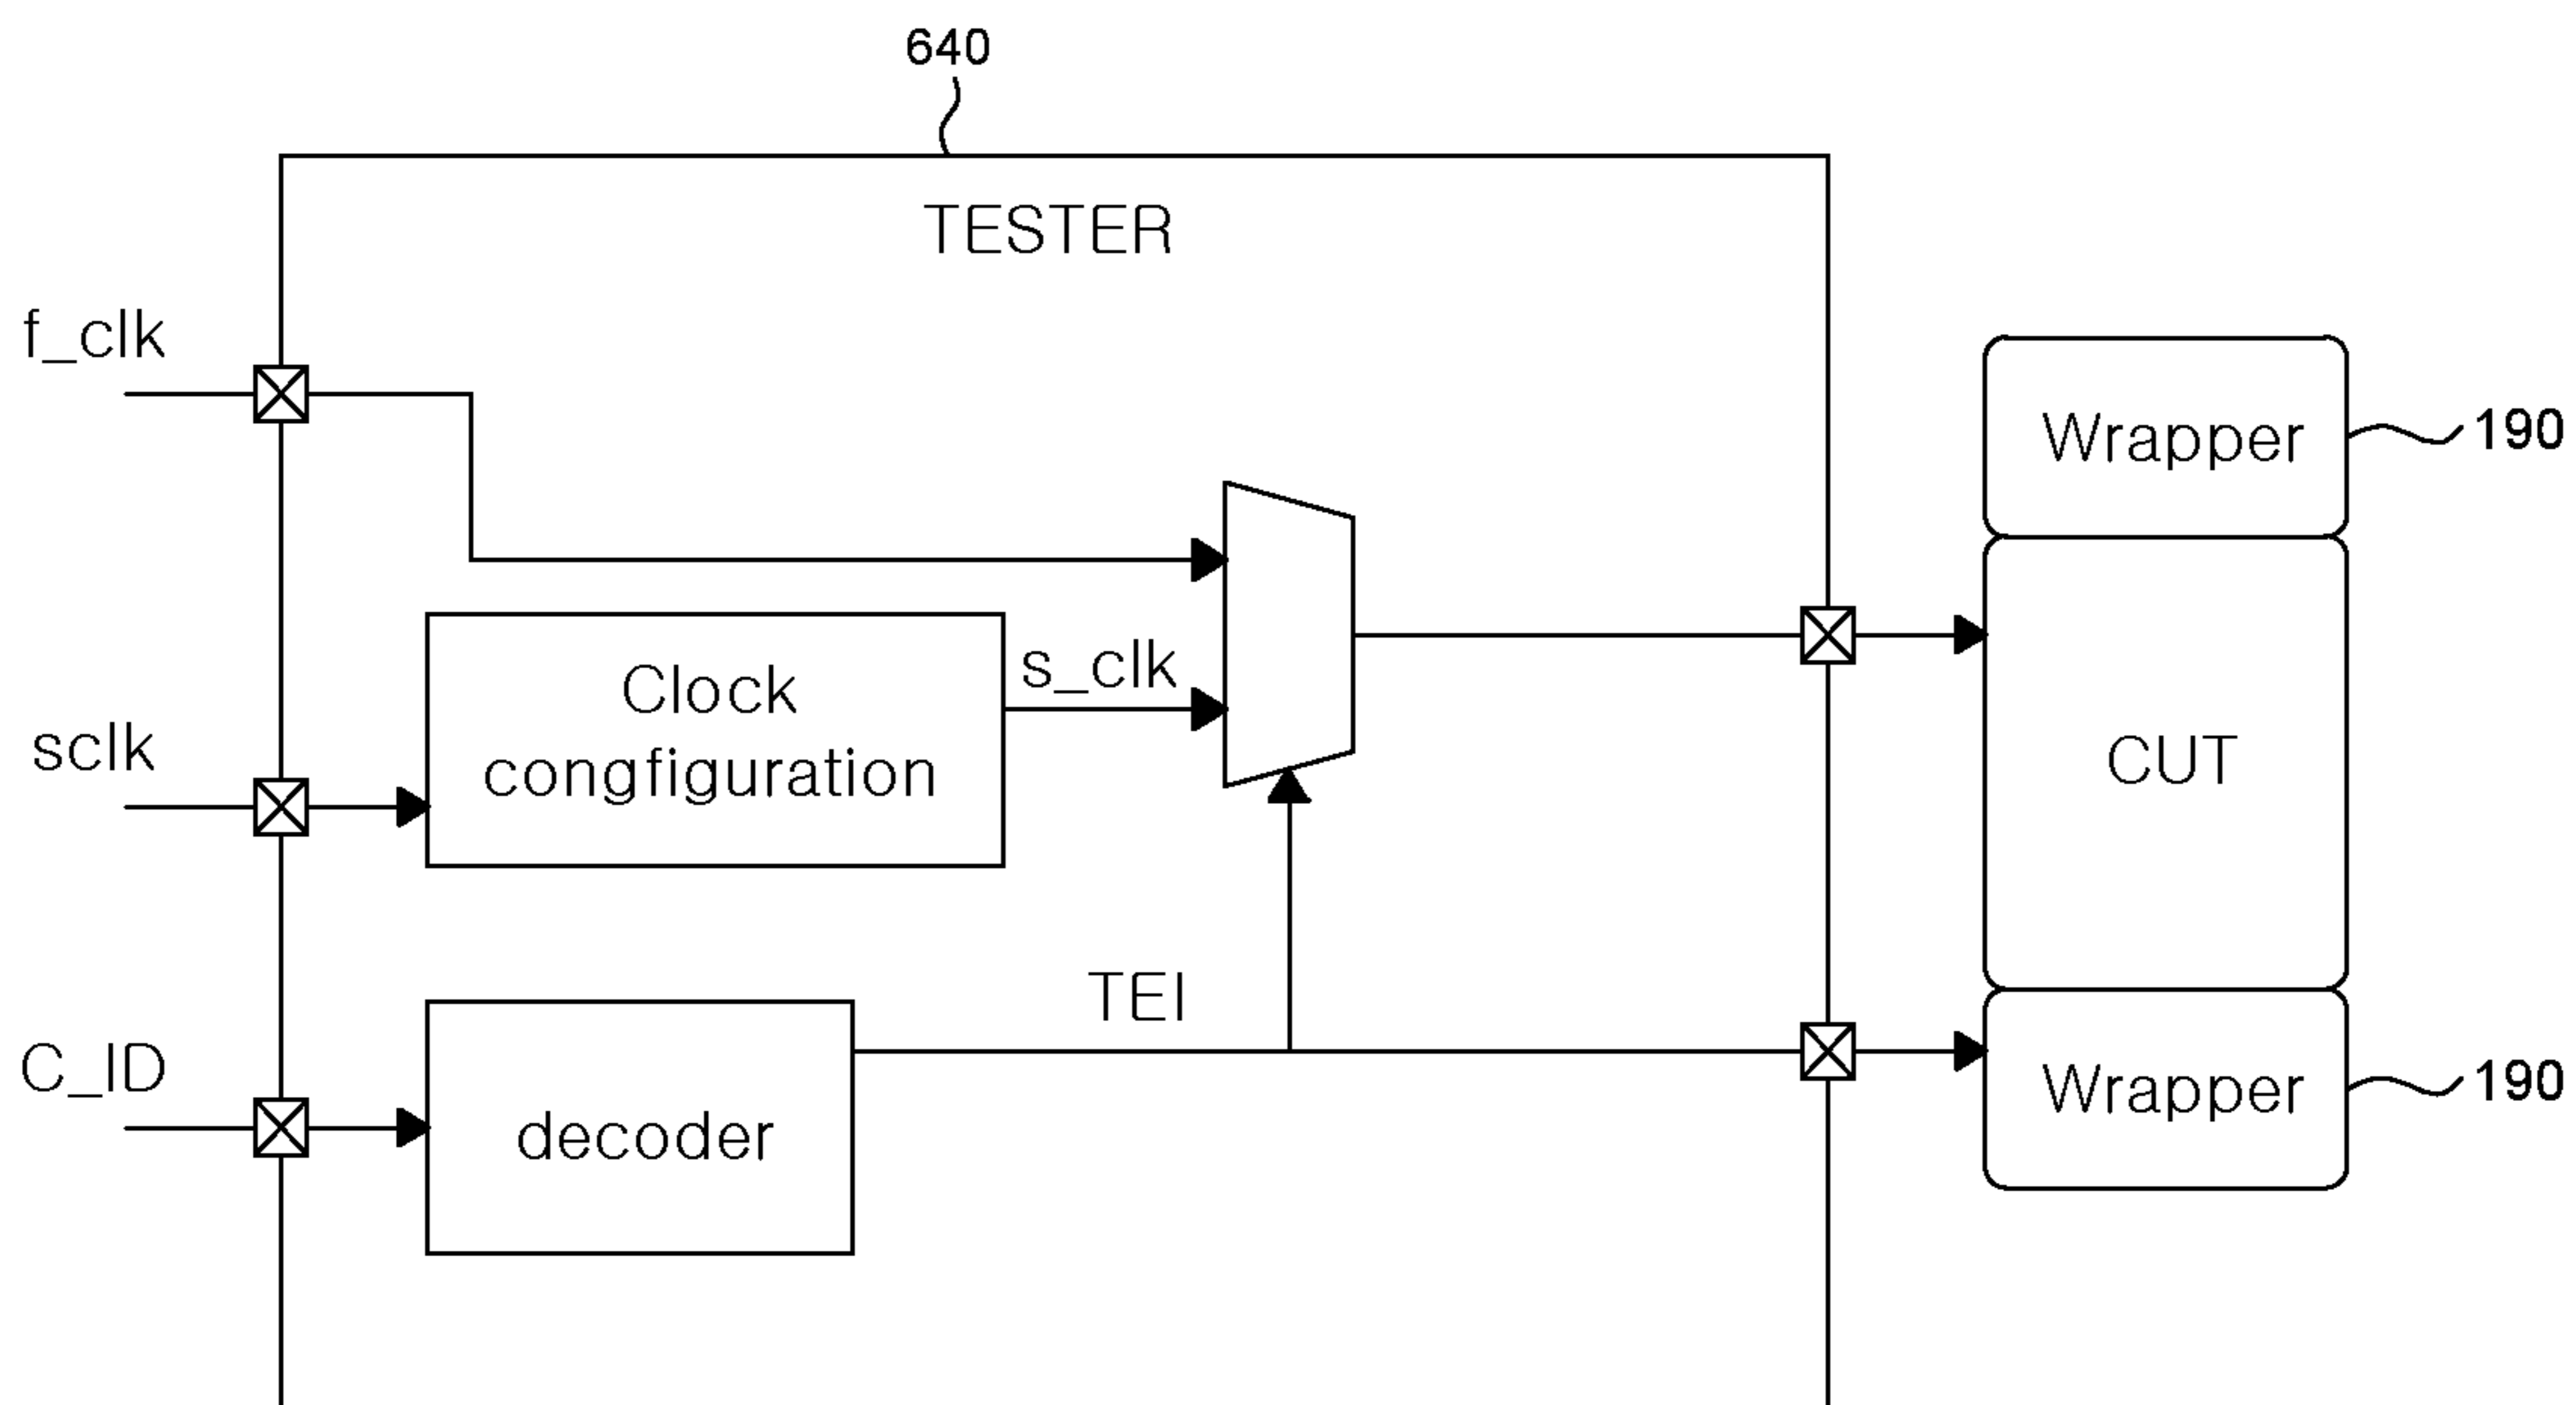 640
TESTER
f_clk
Wrapper
190
s_clk
Clock
congfiguration
sclk
CUT
TEI
C_ID
decoder
Wrapper
190